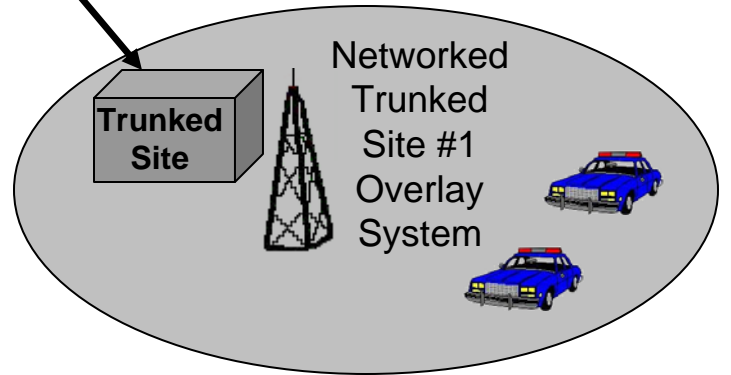 Trunked
Site
Networked
Trunked
Site #1
Overlay
System